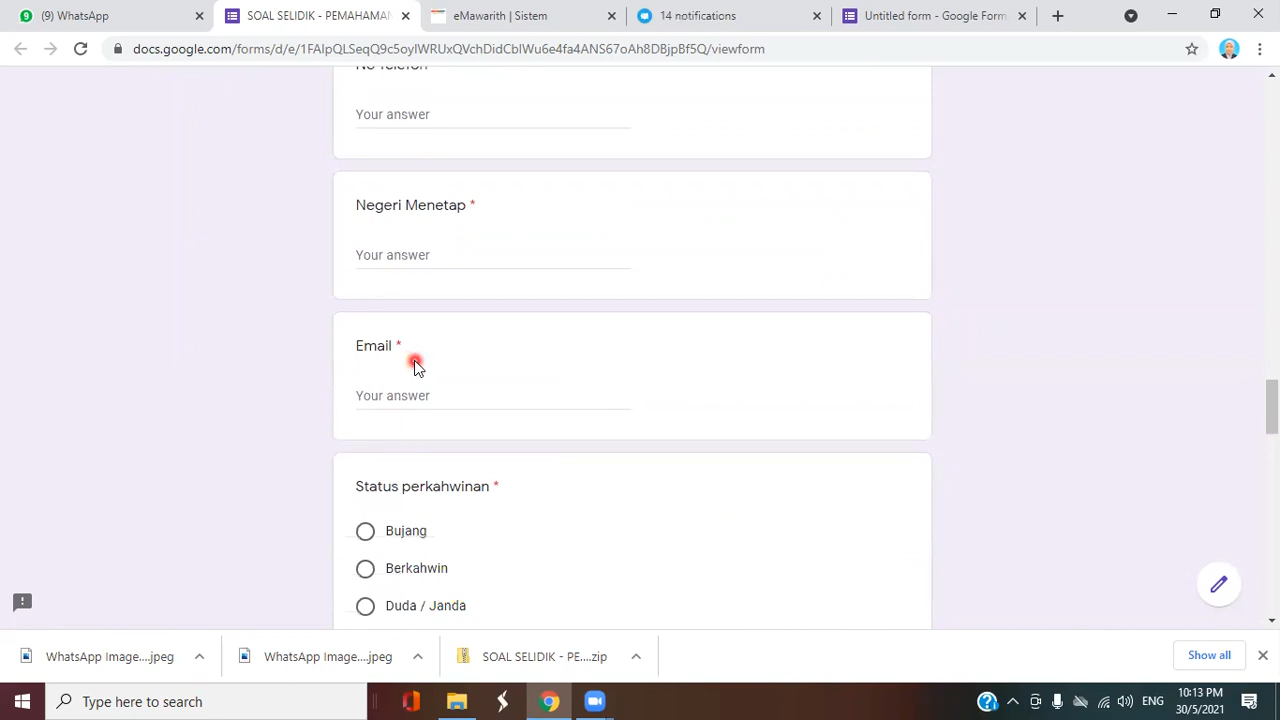 (9) WhatsApp
SOAL SELIDIK - PEMAHAMAN
eMawarith | Sistem
14 notifications
Untitled form - Google Form
docs.google.com/forms/d/e/1FAIpQLSeqQ9c5oyIWRUxQVchDidCbIWu6e4fa4ANS67oAh8DBjpBf5Q/viewform
No Telefon
Your answer
Negeri Menetap *
Your answer
Email *
Your answer
Status perkahwinan *
Bujang
Berkahwin
Duda / Janda
WhatsApp Image....jpeg
WhatsApp Image....jpeg
SOAL SELIDIK - PE....zip
Show all
Type here to search
ENG
10:13 PM
30/5/2021